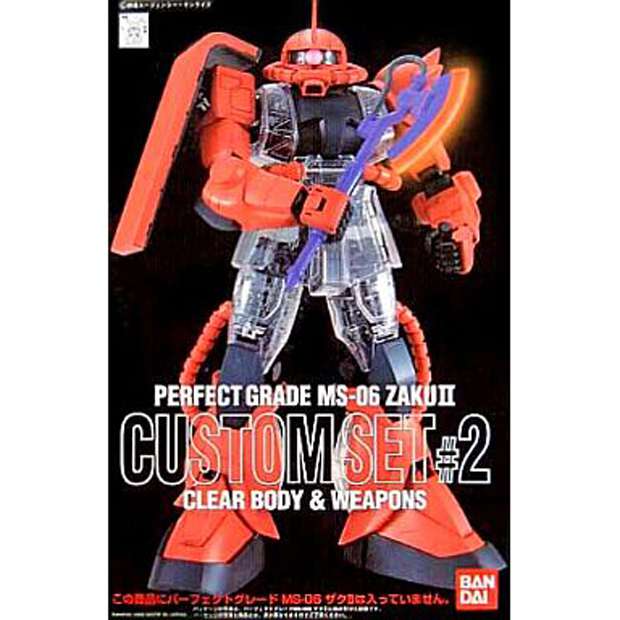 PERFECT GRADE MS-06 ZAKUII
CUSTOM SET #2
CLEAR BODY & WEAPONS
この商品にパーフェクトグレード MS-06 ザクⅡは入っていません。
BAN
DAI